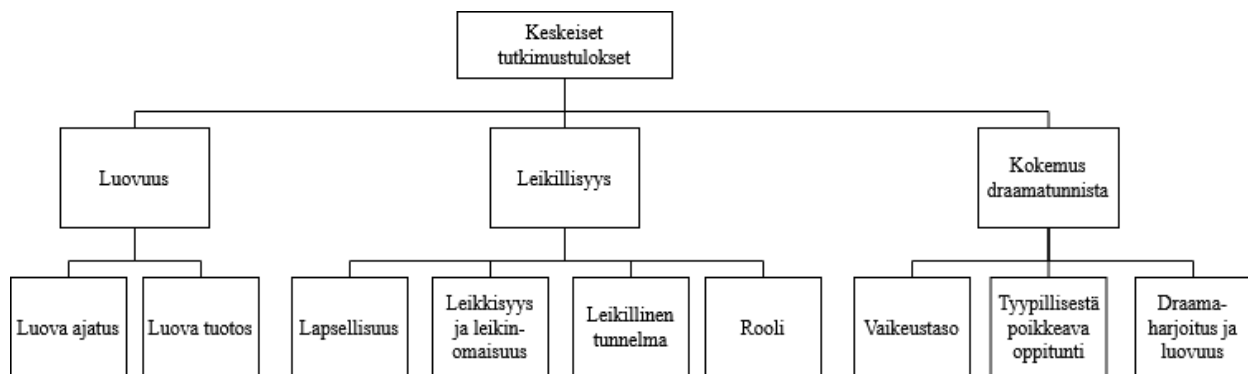 Keskeiset
tutkimustulokset
Luovuus
Leikillisyys
Kokemus
draamatunnista
Luova ajatus
Luova tuotos
Lapsellisuus
Leikkisyys
ja leikin-
omaisuus
Leikillinen
tunnelma
Rooli
Vaikeustaso
Tyypillisestä
poikkeava
oppitunti
Draama-
harjoitus ja
luovuus